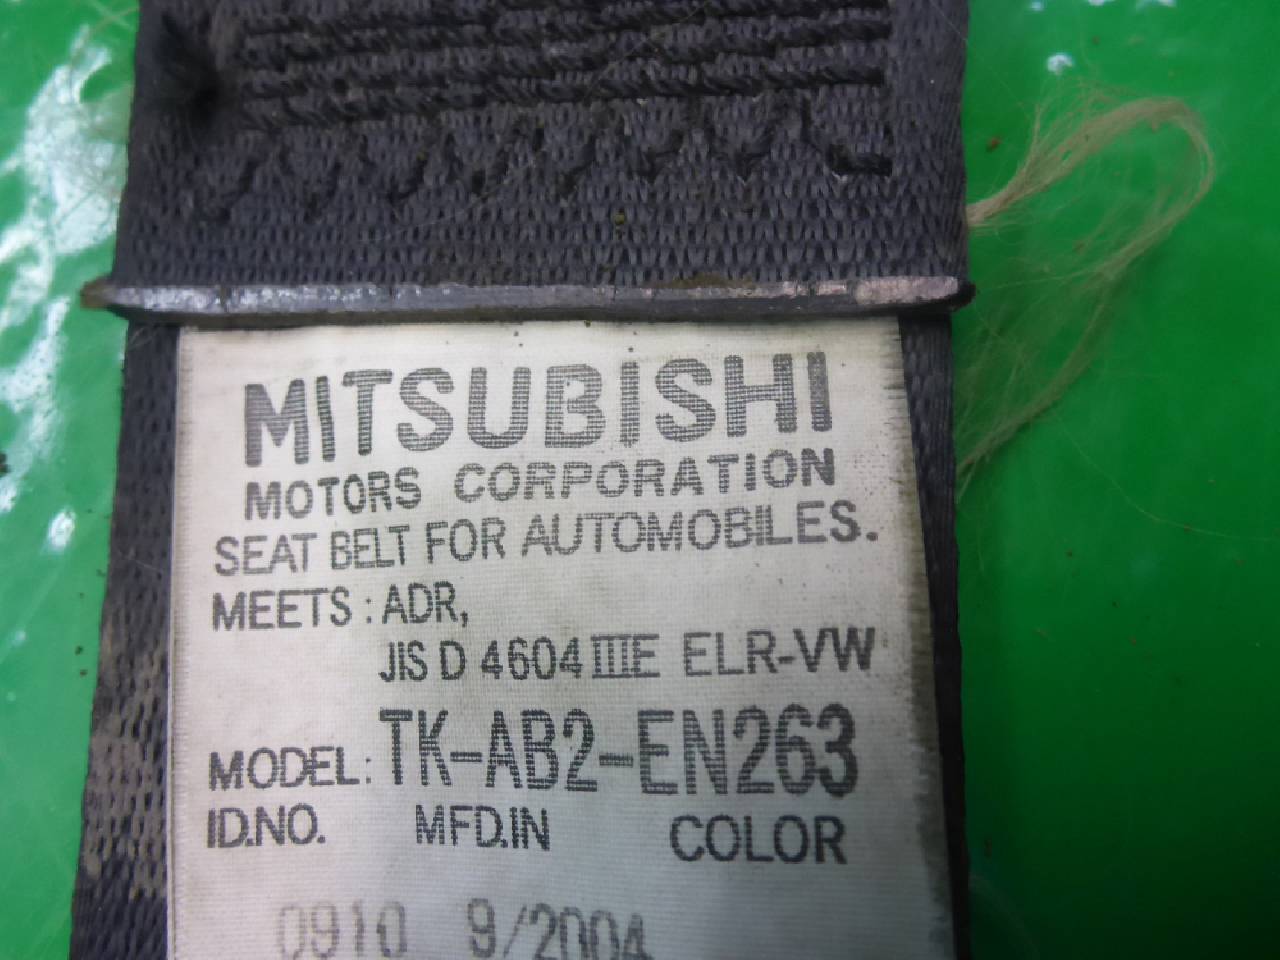 MITSUBISHI
MOTORS CORPORATION
SEAT BELT FOR AUTOMOBILES.
MEETS : ADR,
JIS D 4604 IIIE ELR-VW
MODEL: TK-AB2-EN263
ID.NO. MFD.IN COLOR
0910 9/2004